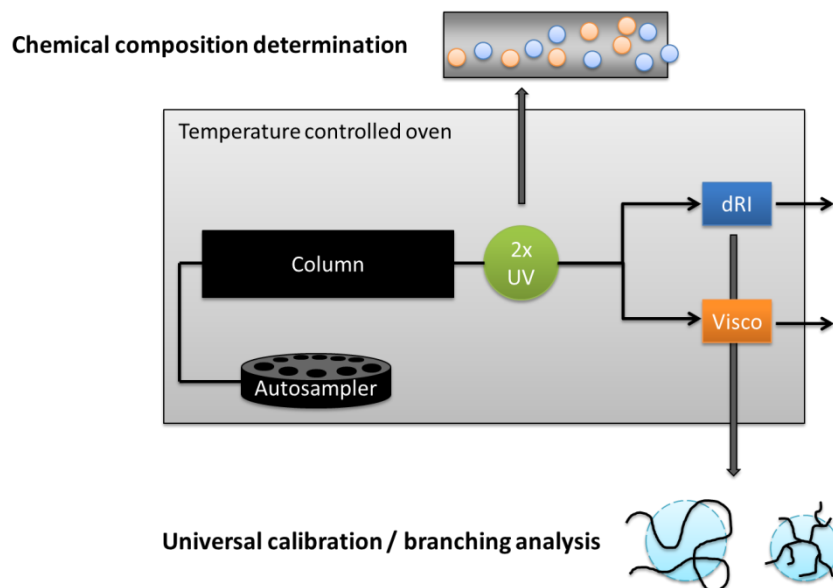 Chemical composition determination
Temperature controlled oven
dRI
2x
UV
Column
Visco
Autosampler
Universal calibration / branching analysis